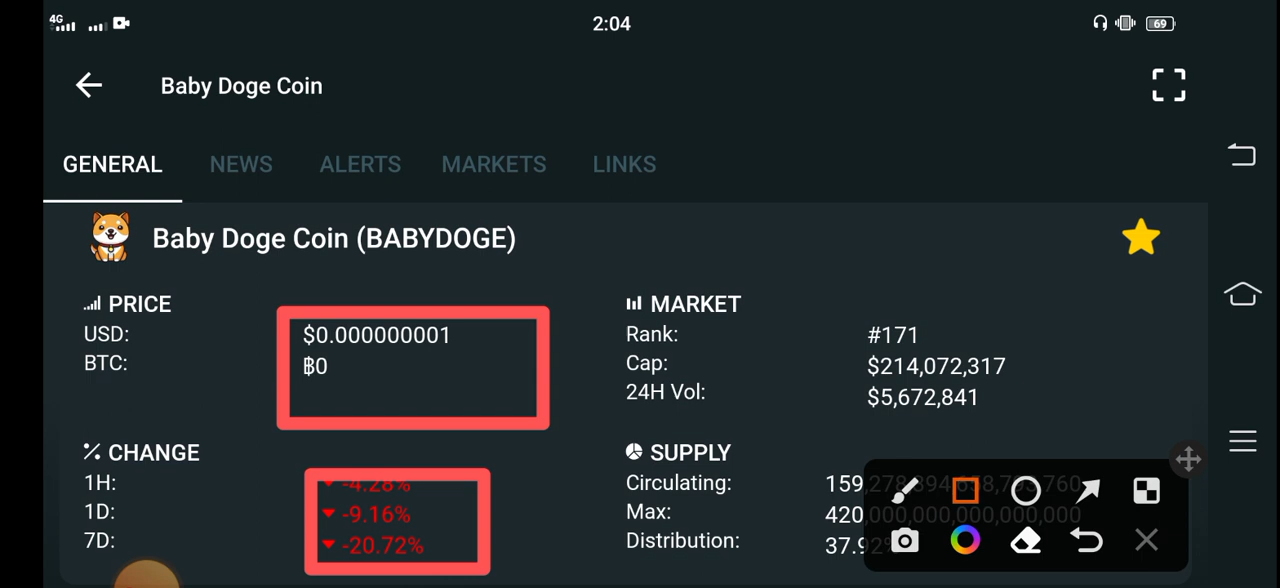 4G 2:04 69
Baby Doge Coin
GENERAL NEWS ALERTS MARKETS LINKS
Baby Doge Coin (BABYDOGE)
PRICE
USD: $0.000000001
BTC: ฿0
MARKET
Rank: #171
Cap: $214,072,317
24H Vol: $5,672,841
CHANGE
1H: -4.28%
1D: -9.16%
7D: -20.72%
SUPPLY
Circulating:
Max: 420,000,000,000,000,000
Distribution: